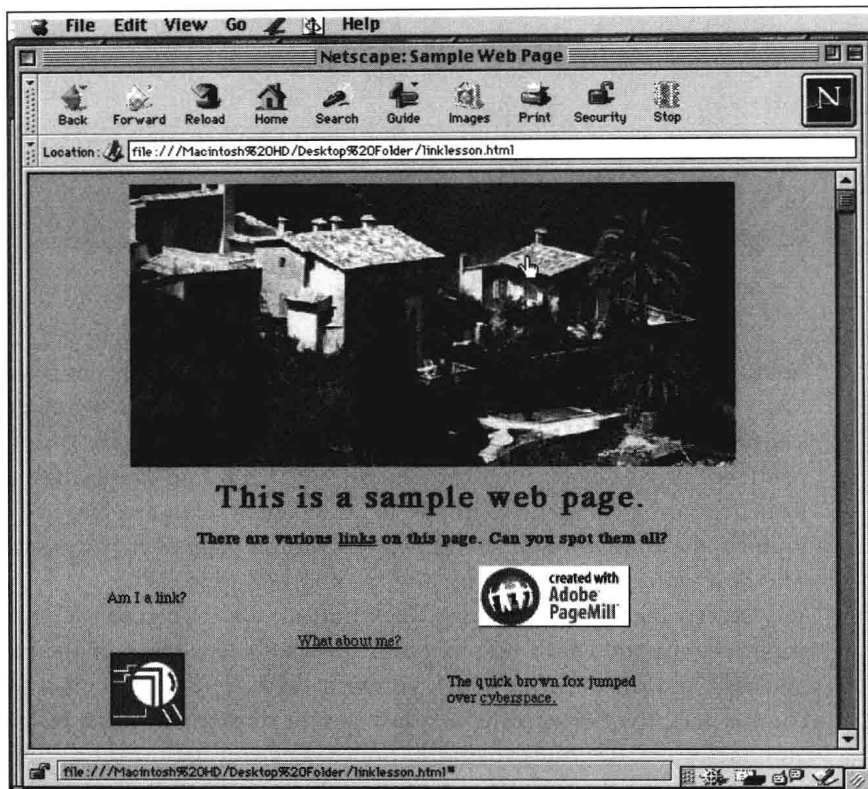 File Edit View Go Help
Netscape: Sample Web Page
Back Forward Reload Home Search Guide Images Print Security Stop
N
Location: file:///Macintosh%20HD/Desktop%20Folder/linklesson.html
This is a sample web page.
There are various links on this page. Can you spot them all?
created with
Adobe
PageMill™
Am I a link?
What about me?
The quick brown fox jumped
over cyberspace.
file:///Macintosh%20HD/Desktop%20Folder/linklesson.html#